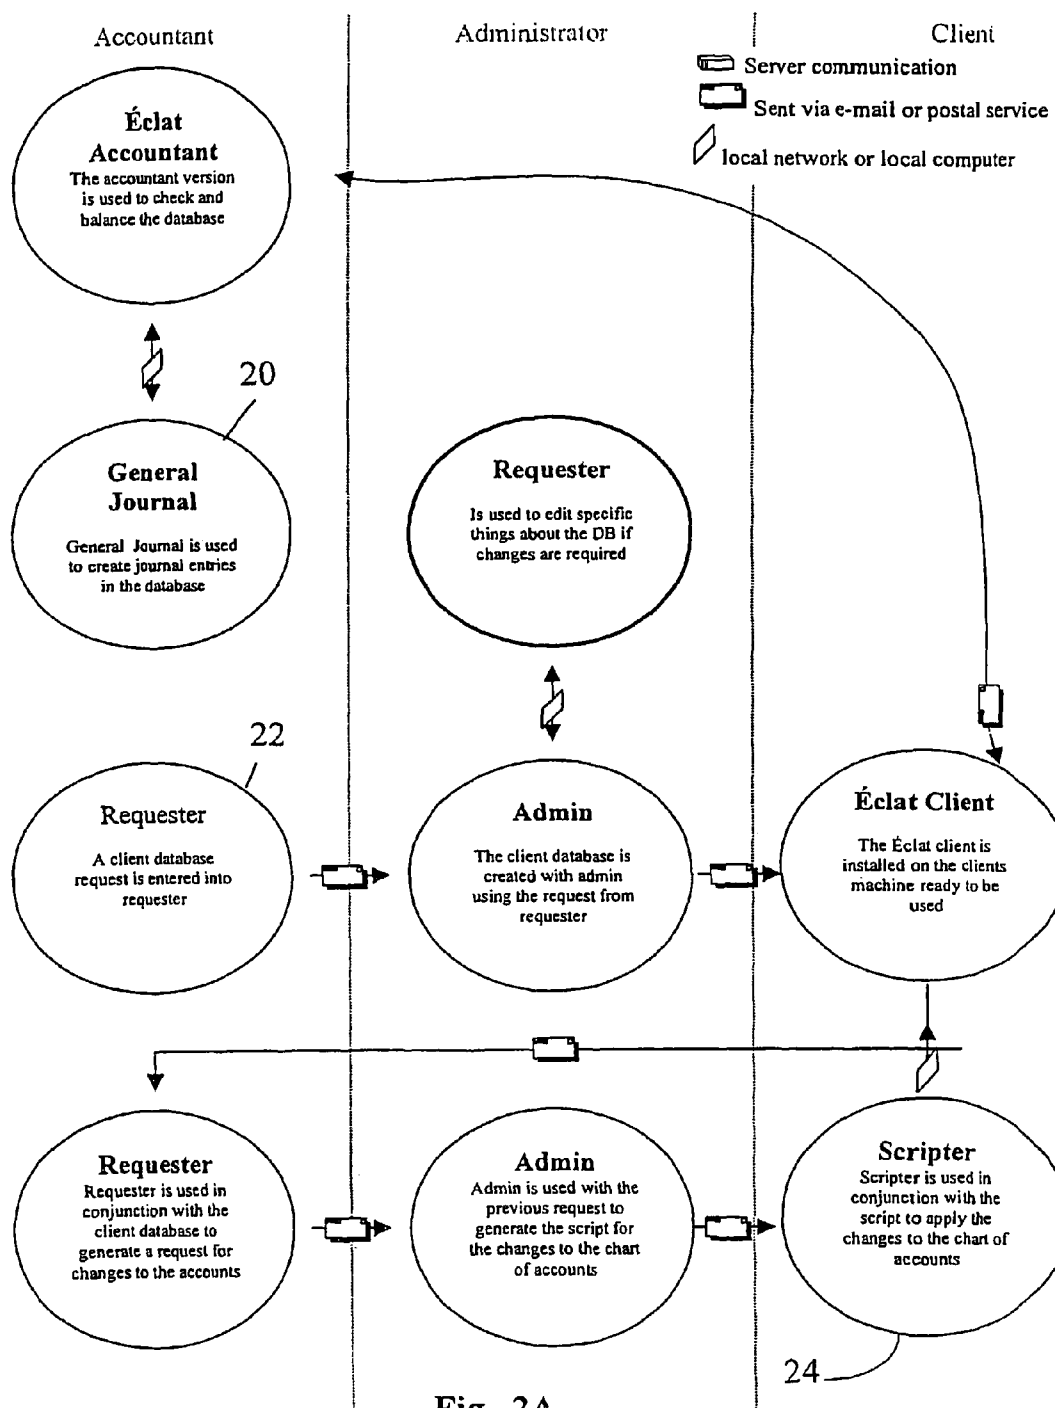 Accountant
Administrator
Client
Server communication
Sent via e-mail or postal service
local network or local computer
Éclat
Accountant
The accountant version
is used to check and
balance the database
20
General
Journal
General Journal is used
to create journal entries
in the database
Requester
Is used to edit specific
things about the DB if
changes are required
22
Requester
A client database
request is entered into
requester
Admin
The client database is
created with admin
using the request from
requester
Éclat Client
The Éclat client is
installed on the clients
machine ready to be
used
Requester
Requester is used in
conjunction with the
client database to
generate a request for
changes to the accounts
Admin
Admin is used with the
previous request to
generate the script for
the changes to the chart
of accounts
Scripter
Scripter is used in
conjunction with the
script to apply the
changes to the chart of
accounts
24
Fig. 2A